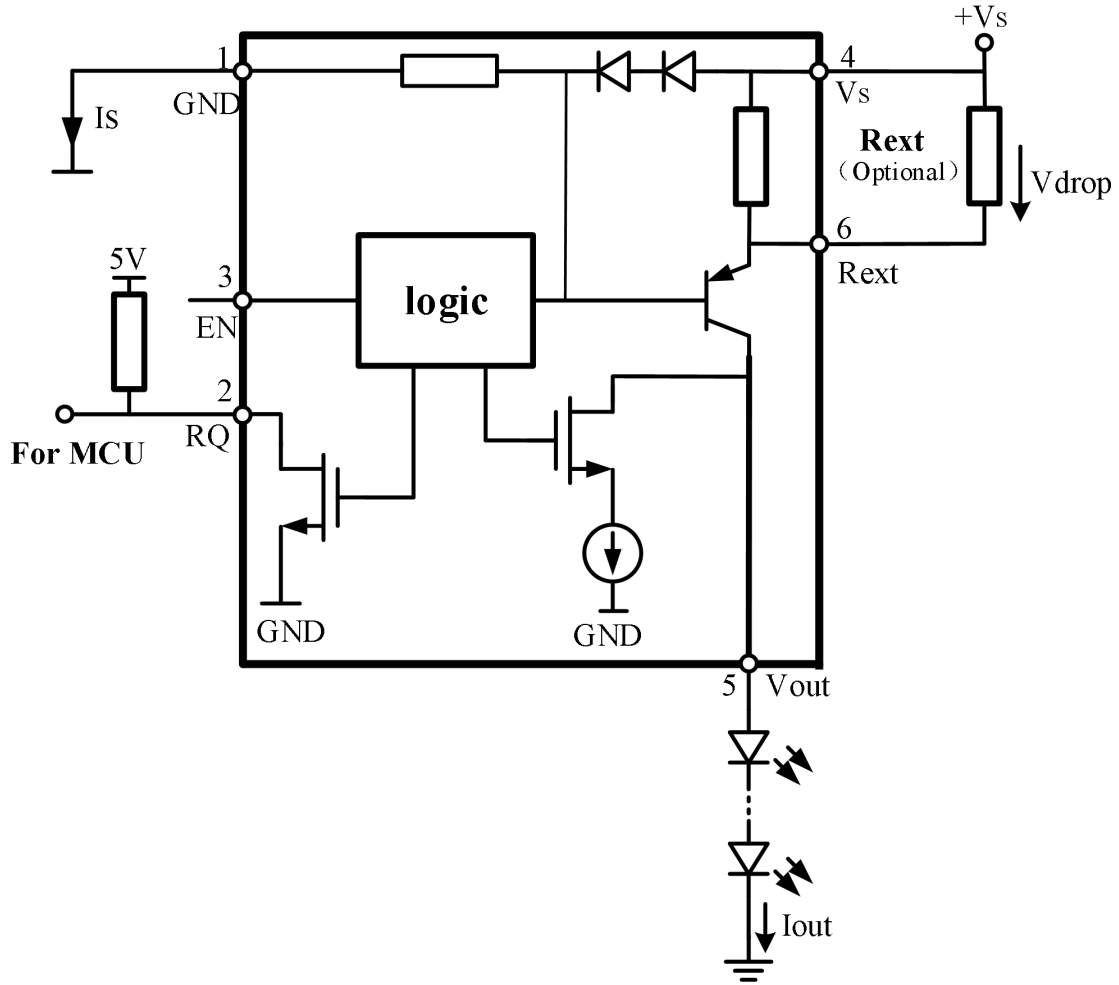 +Vs
1
4
GND
Vs
Is
Rext
（Optional）
Vdrop
6
Rext
5V
3
EN
logic
2
RQ
For MCU
GND
GND
5
Vout
Iout